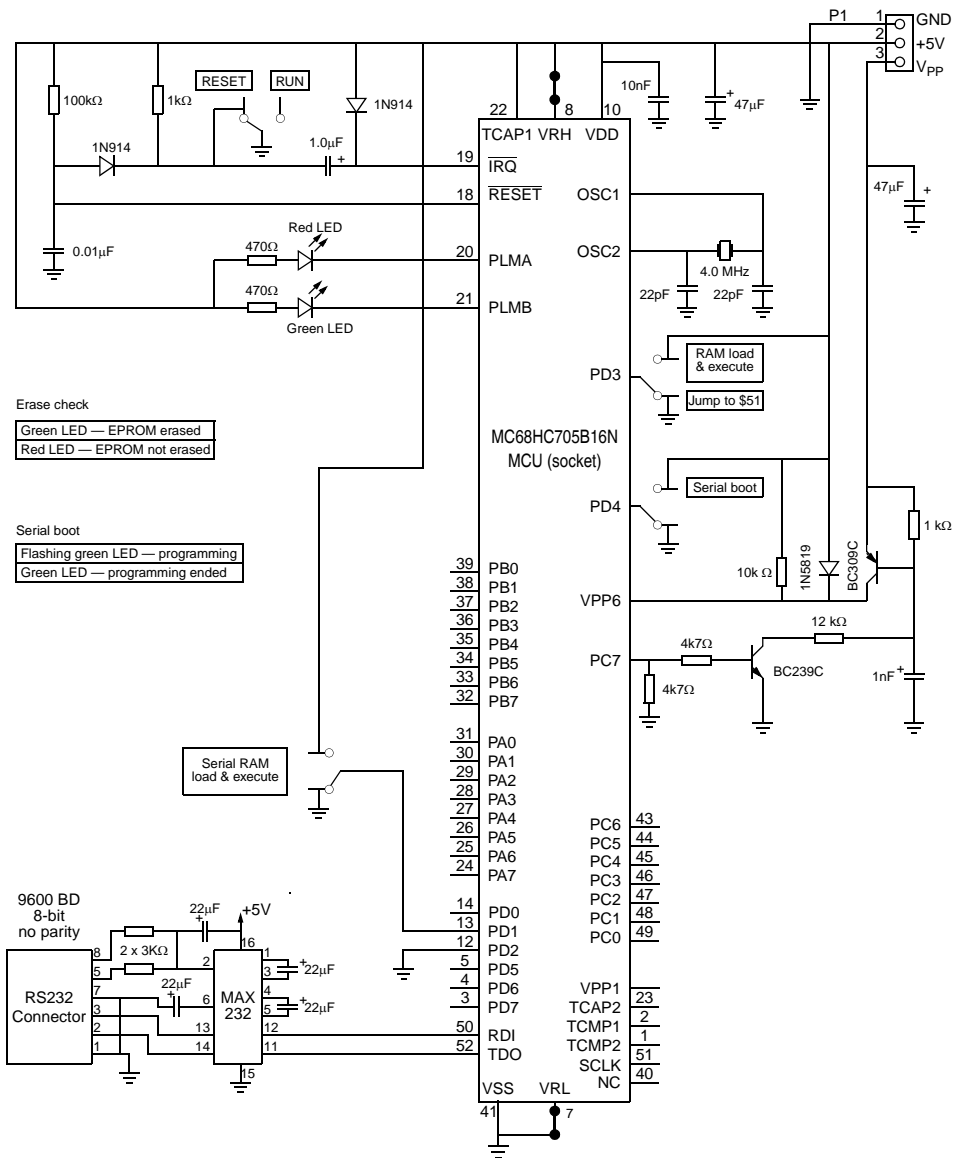 P1
1
GND
2
+5V
3
VPP
100kΩ
1kΩ
RESET
RUN
1N914
1N914
1.0µF
+
0.01µF
Red LED
470Ω
470Ω
Green LED
22
8
10
10nF
+
47µF
47µF
+
TCAP1
VRH
VDD
19
IRQ
18
RESET
OSC1
OSC2
4.0 MHz
22pF
22pF
20
PLMA
21
PLMB
PD3
RAM load
& execute
Jump to $51
Erase check
Green LED — EPROM erased
Red LED — EPROM not erased
MC68HC705B16N
MCU (socket)
PD4
Serial boot
Serial boot
Flashing green LED — programming
Green LED — programming ended
10k Ω
1N5819
BC309C
1 kΩ
VPP6
12 kΩ
PC7
4k7Ω
4k7Ω
BC239C
1nF
+
39 PB0
38 PB1
37 PB2
36 PB3
35 PB4
34 PB5
33 PB6
32 PB7
31 PA0
30 PA1
29 PA2
28 PA3
27 PA4
26 PA5
25 PA6
24 PA7
Serial RAM
load & execute
PC6 43
PC5 44
PC4 45
PC3 46
PC2 47
PC1 48
PC0 49
14 PD0
13 PD1
12 PD2
5 PD5
4 PD6
3 PD7
50 RDI
52 TDO
VPP1
TCAP2 23
TCMP1 2
TCMP2 1
SCLK 51
NC 40
VSS
VRL
41
7
9600 BD
8-bit
no parity
RS232
Connector
8
5
7
3
2
1
2 x 3KΩ
22µF
+
+5V
22µF
+
16
2
6
13
14
MAX
232
1
3
4
5
12
11
15
+
22µF
+
22µF